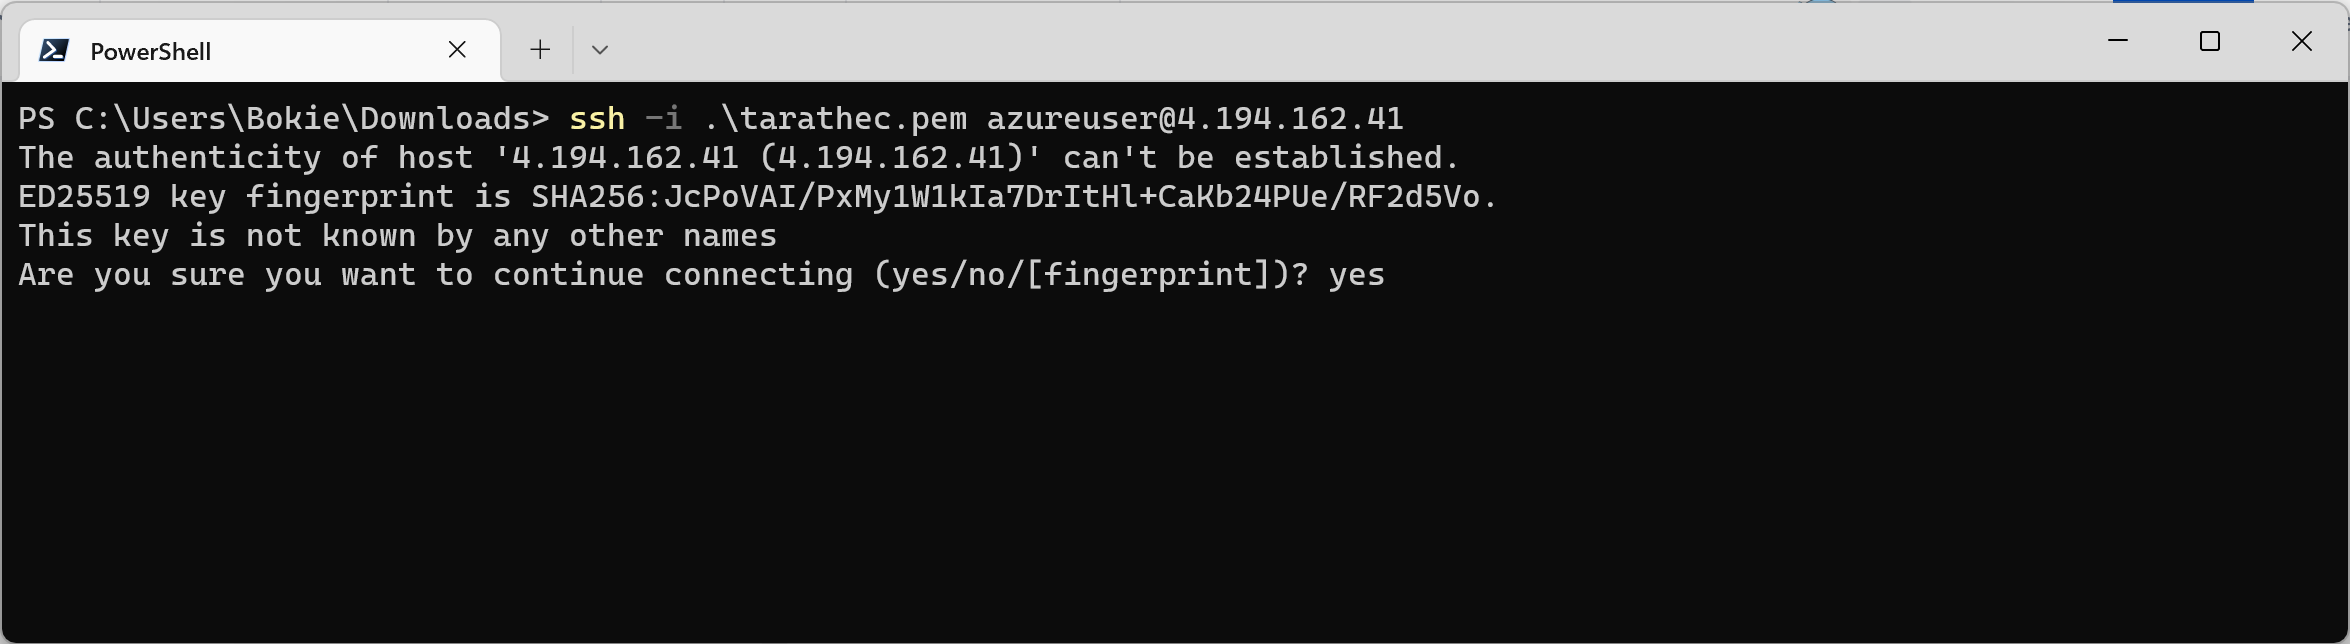 PowerShell
PS C:\Users\Bokie\Downloads> ssh -i .\tarathec.pem azureuser@4.194.162.41
The authenticity of host '4.194.162.41 (4.194.162.41)' can't be established.
ED25519 key fingerprint is SHA256:JcPoVAI/PxMy1W1kIa7DrItHl+CaKb24PUe/RF2d5Vo.
This key is not known by any other names
Are you sure you want to continue connecting (yes/no/[fingerprint])? yes